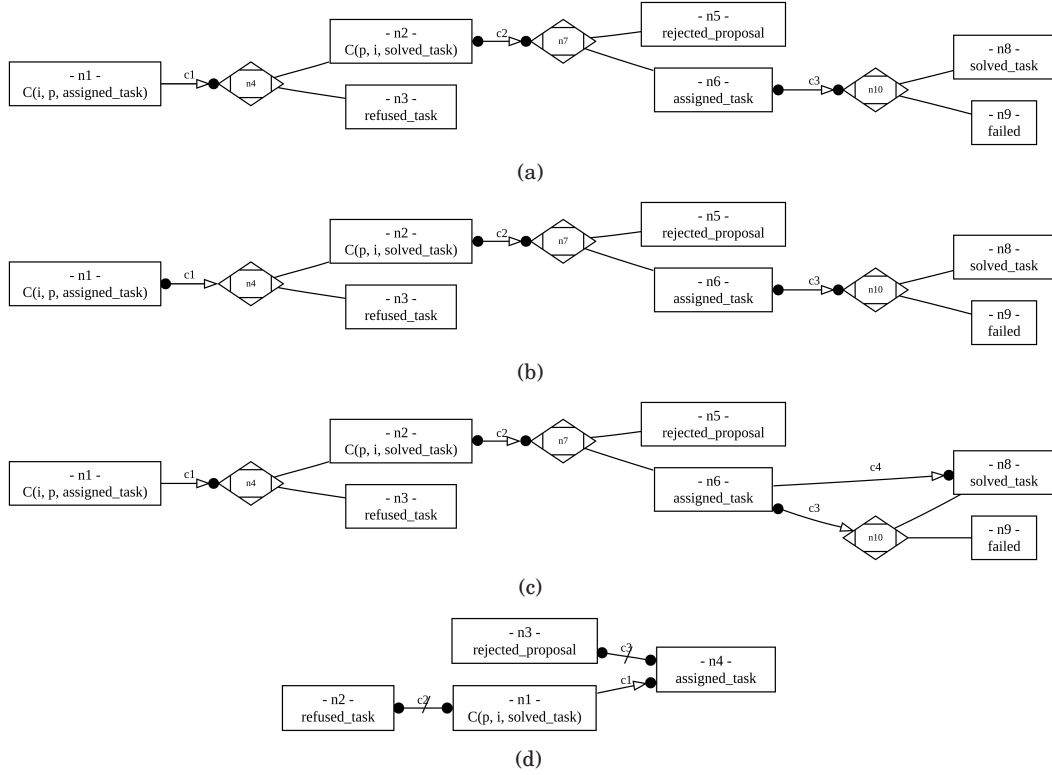 - n1 -
C(i, p, assigned_task)
c1
n4
- n2 -
C(p, i, solved_task)
- n3 -
refused_task
c2
n7
- n5 -
rejected_proposal
- n6 -
assigned_task
c3
n10
- n8 -
solved_task
- n9 -
failed
(a)
- n1 -
C(i, p, assigned_task)
c1
n4
- n2 -
C(p, i, solved_task)
- n3 -
refused_task
c2
n7
- n5 -
rejected_proposal
- n6 -
assigned_task
c3
n10
- n8 -
solved_task
- n9 -
failed
(b)
- n1 -
C(i, p, assigned_task)
c1
n4
- n2 -
C(p, i, solved_task)
- n3 -
refused_task
c2
n7
- n5 -
rejected_proposal
- n6 -
assigned_task
c4
c3
n10
- n8 -
solved_task
- n9 -
failed
(c)
- n3 -
rejected_proposal
c3
- n4 -
assigned_task
c1
- n2 -
refused_task
c2
- n1 -
C(p, i, solved_task)
(d)